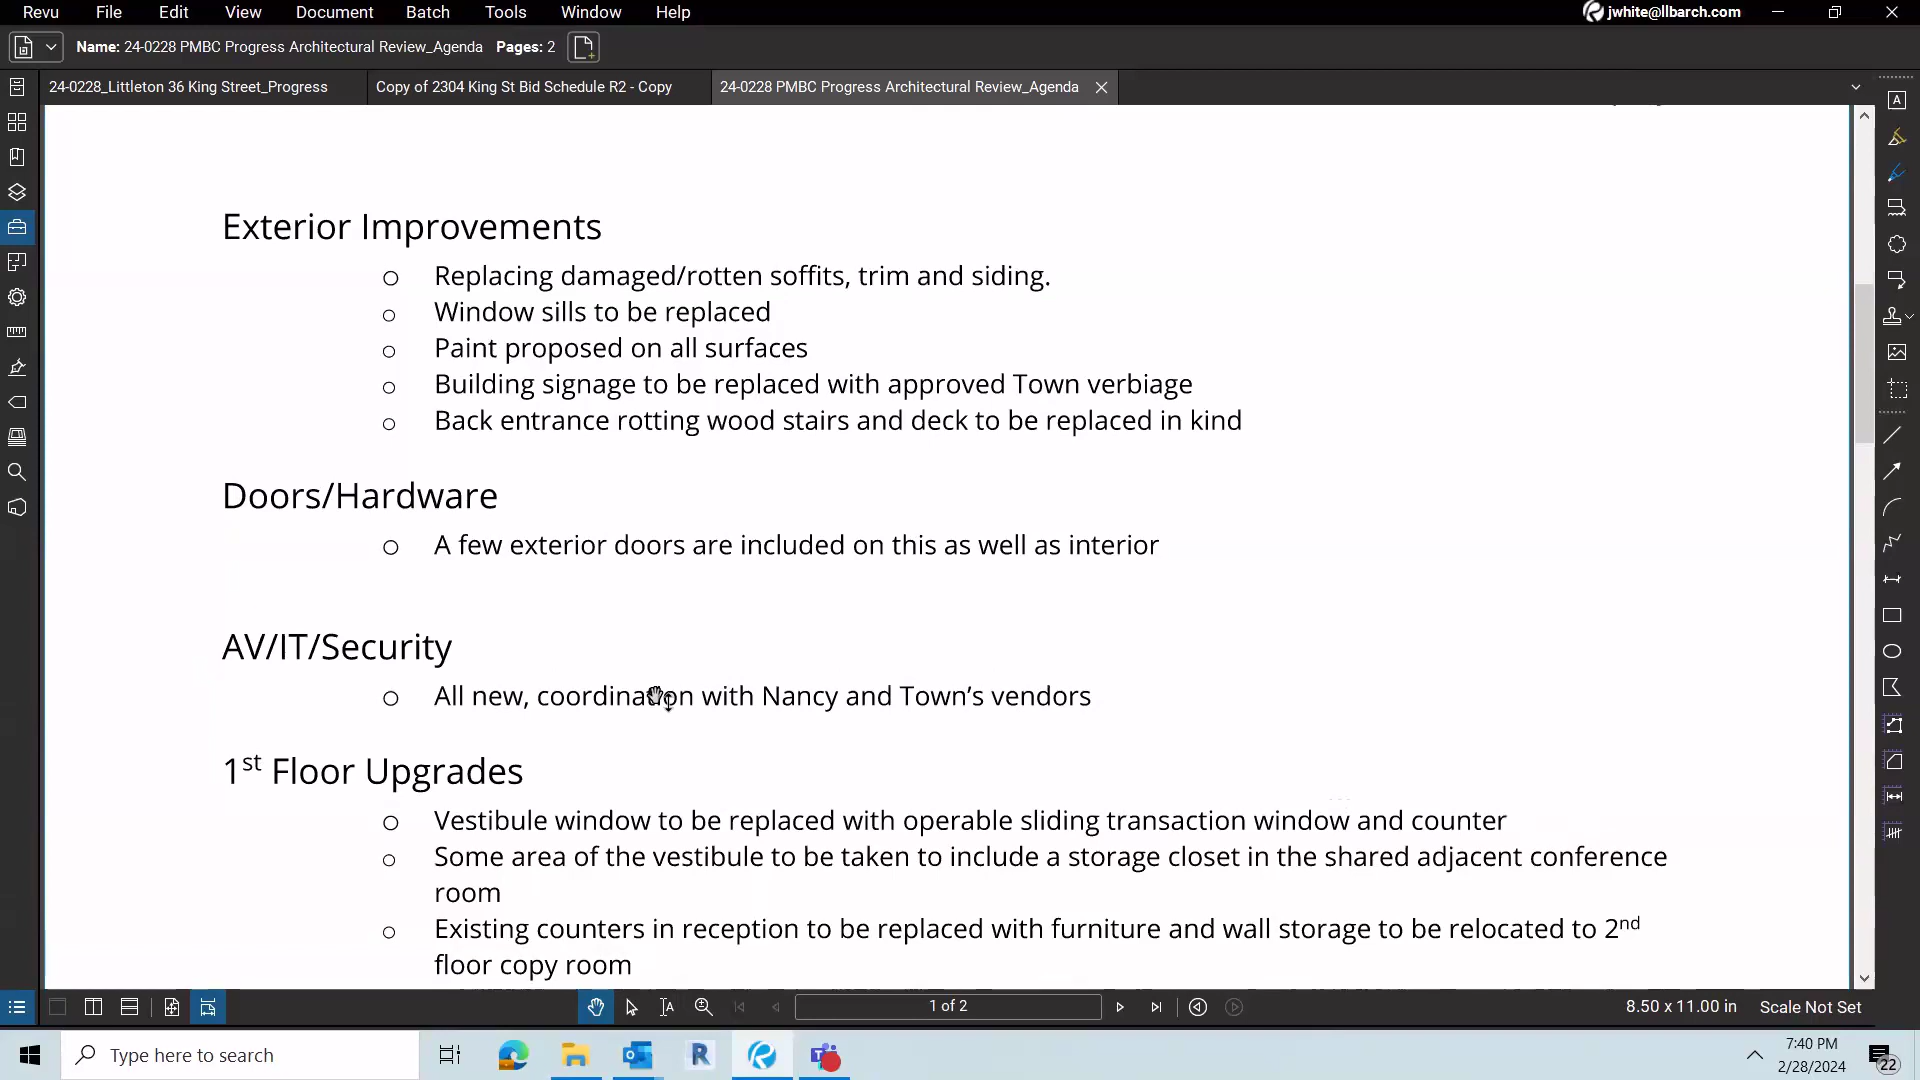 Revu File Edit View Document Batch Tools Window Help jwhite@llbarch.com
Name: 24-0228 PMBC Progress Architectural Review_Agenda Pages: 2
24-0228_Littleton 36 King Street_Progress Copy of 2304 King St Bid Schedule R2 - Copy 24-0228 PMBC Progress Architectural Review_Agenda
Exterior Improvements
o Replacing damaged/rotten soffits, trim and siding.
o Window sills to be replaced
o Paint proposed on all surfaces
o Building signage to be replaced with approved Town verbiage
o Back entrance rotting wood stairs and deck to be replaced in kind
Doors/Hardware
o A few exterior doors are included on this as well as interior
AV/IT/Security
o All new, coordination with Nancy and Town’s vendors
1st Floor Upgrades
o Vestibule window to be replaced with operable sliding transaction window and counter
o Some area of the vestibule to be taken to include a storage closet in the shared adjacent conference
room
o Existing counters in reception to be replaced with furniture and wall storage to be relocated to 2nd
floor copy room
1 of 2 8.50 x 11.00 in Scale Not Set
Type here to search
7:40 PM
2/28/2024
22